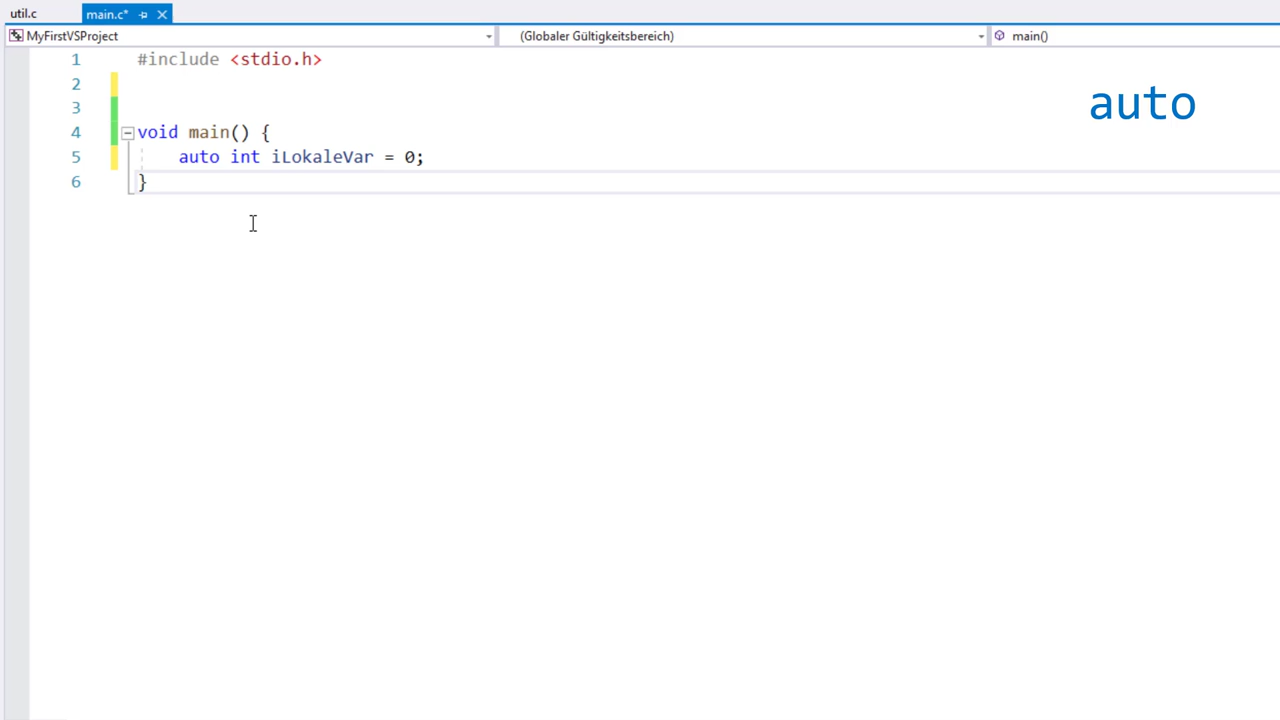 util.c main.c*
MyFirstVSProject (Globaler Gültigkeitsbereich) main()
1 #include <stdio.h>
2
auto
3
4 void main() {
5 auto int iLokaleVar = 0;
6 }